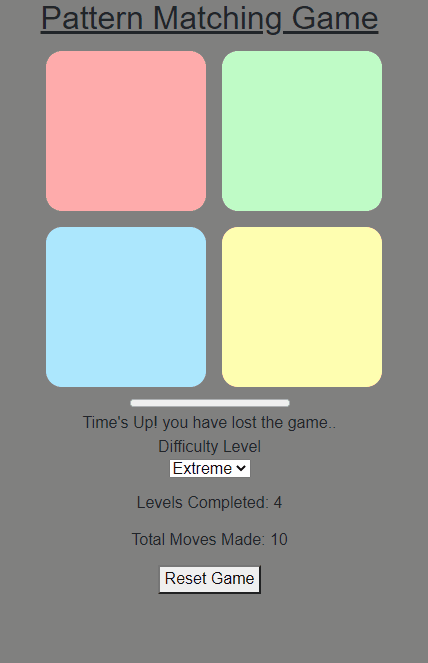 Pattern Matching Game
Time's Up! you have lost the game..
Difficulty Level
Extreme
Levels Completed: 4
Total Moves Made: 10
Reset Game